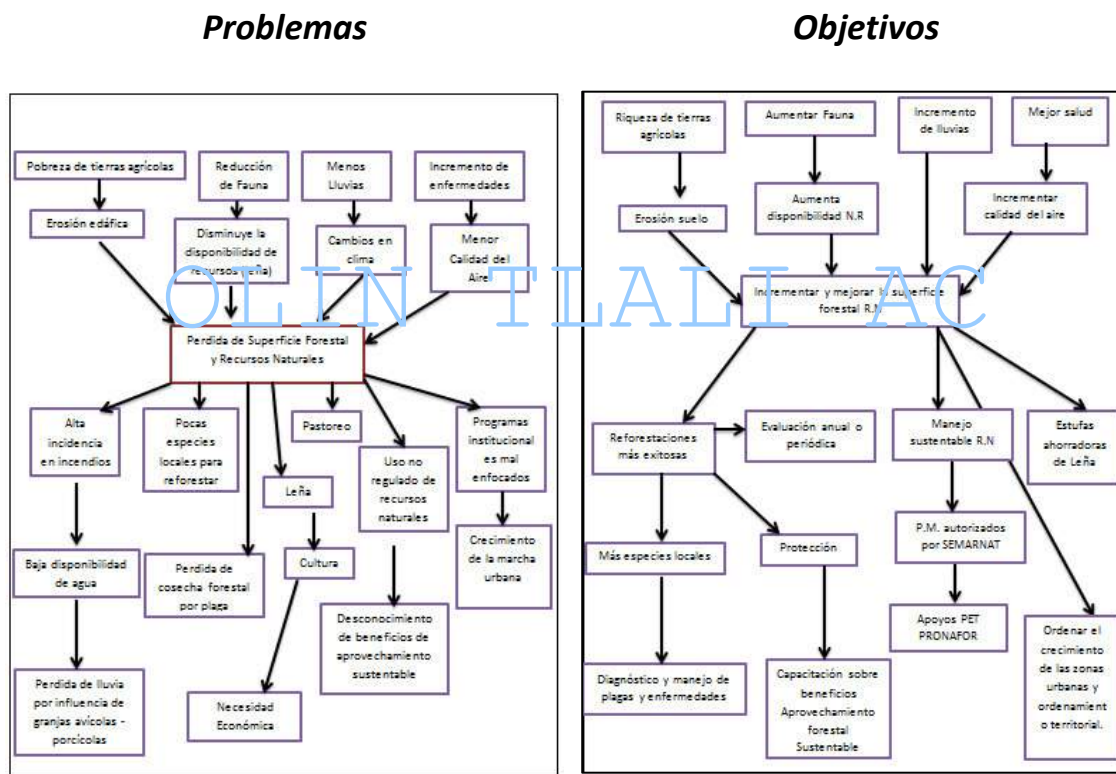 Problemas
Objetivos
Pobreza de tierras agrícolas
Reducción
de Fauna
Menos
Lluvias
Incremento de
enfermedades
Erosión edáfica
Disminuye la
disponibilidad de
recursos (leña)
Cambios en
clima
Menor
Calidad del
Aire
OLIN TLALI AC
Perdida de Superficie Forestal
y Recursos Naturales
Alta
incidencia
en incendios
Pocas
especies
locales para
reforestar
Pastoreo
Programas
institucional
es mal
enfocados
Leña
Uso no
regulado de
recursos
naturales
Baja disponibilidad
de agua
Perdida de
cosecha forestal
por plaga
Cultura
Crecimiento
de la marcha
urbana
Desconocimiento
de beneficios de
aprovechamiento
sustentable
Perdida de lluvia
por influencia de
granjas avícolas -
porcícolas
Necesidad
Económica
Riqueza de tierras
agrícolas
Aumentar Fauna
Incremento
de lluvias
Mejor salud
Erosión suelo
Aumenta
disponibilidad N.R
Incrementar
calidad del aire
Incrementar y mejorar la superficie
forestal R.N
Reforestaciones
más exitosas
Evaluación anual o
periódica
Manejo
sustentable R.N
Estufas
ahorradoras
de Leña
Más especies locales
Protección
P.M. autorizados
por SEMARNAT
Apoyos PET
PRONAFOR
Diagnóstico y manejo de
plagas y enfermedades
Capacitación sobre
beneficios
Aprovechamiento
forestal
Sustentable
Ordenar el
crecimiento
de las zonas
urbanas y
ordenamient
o territorial.